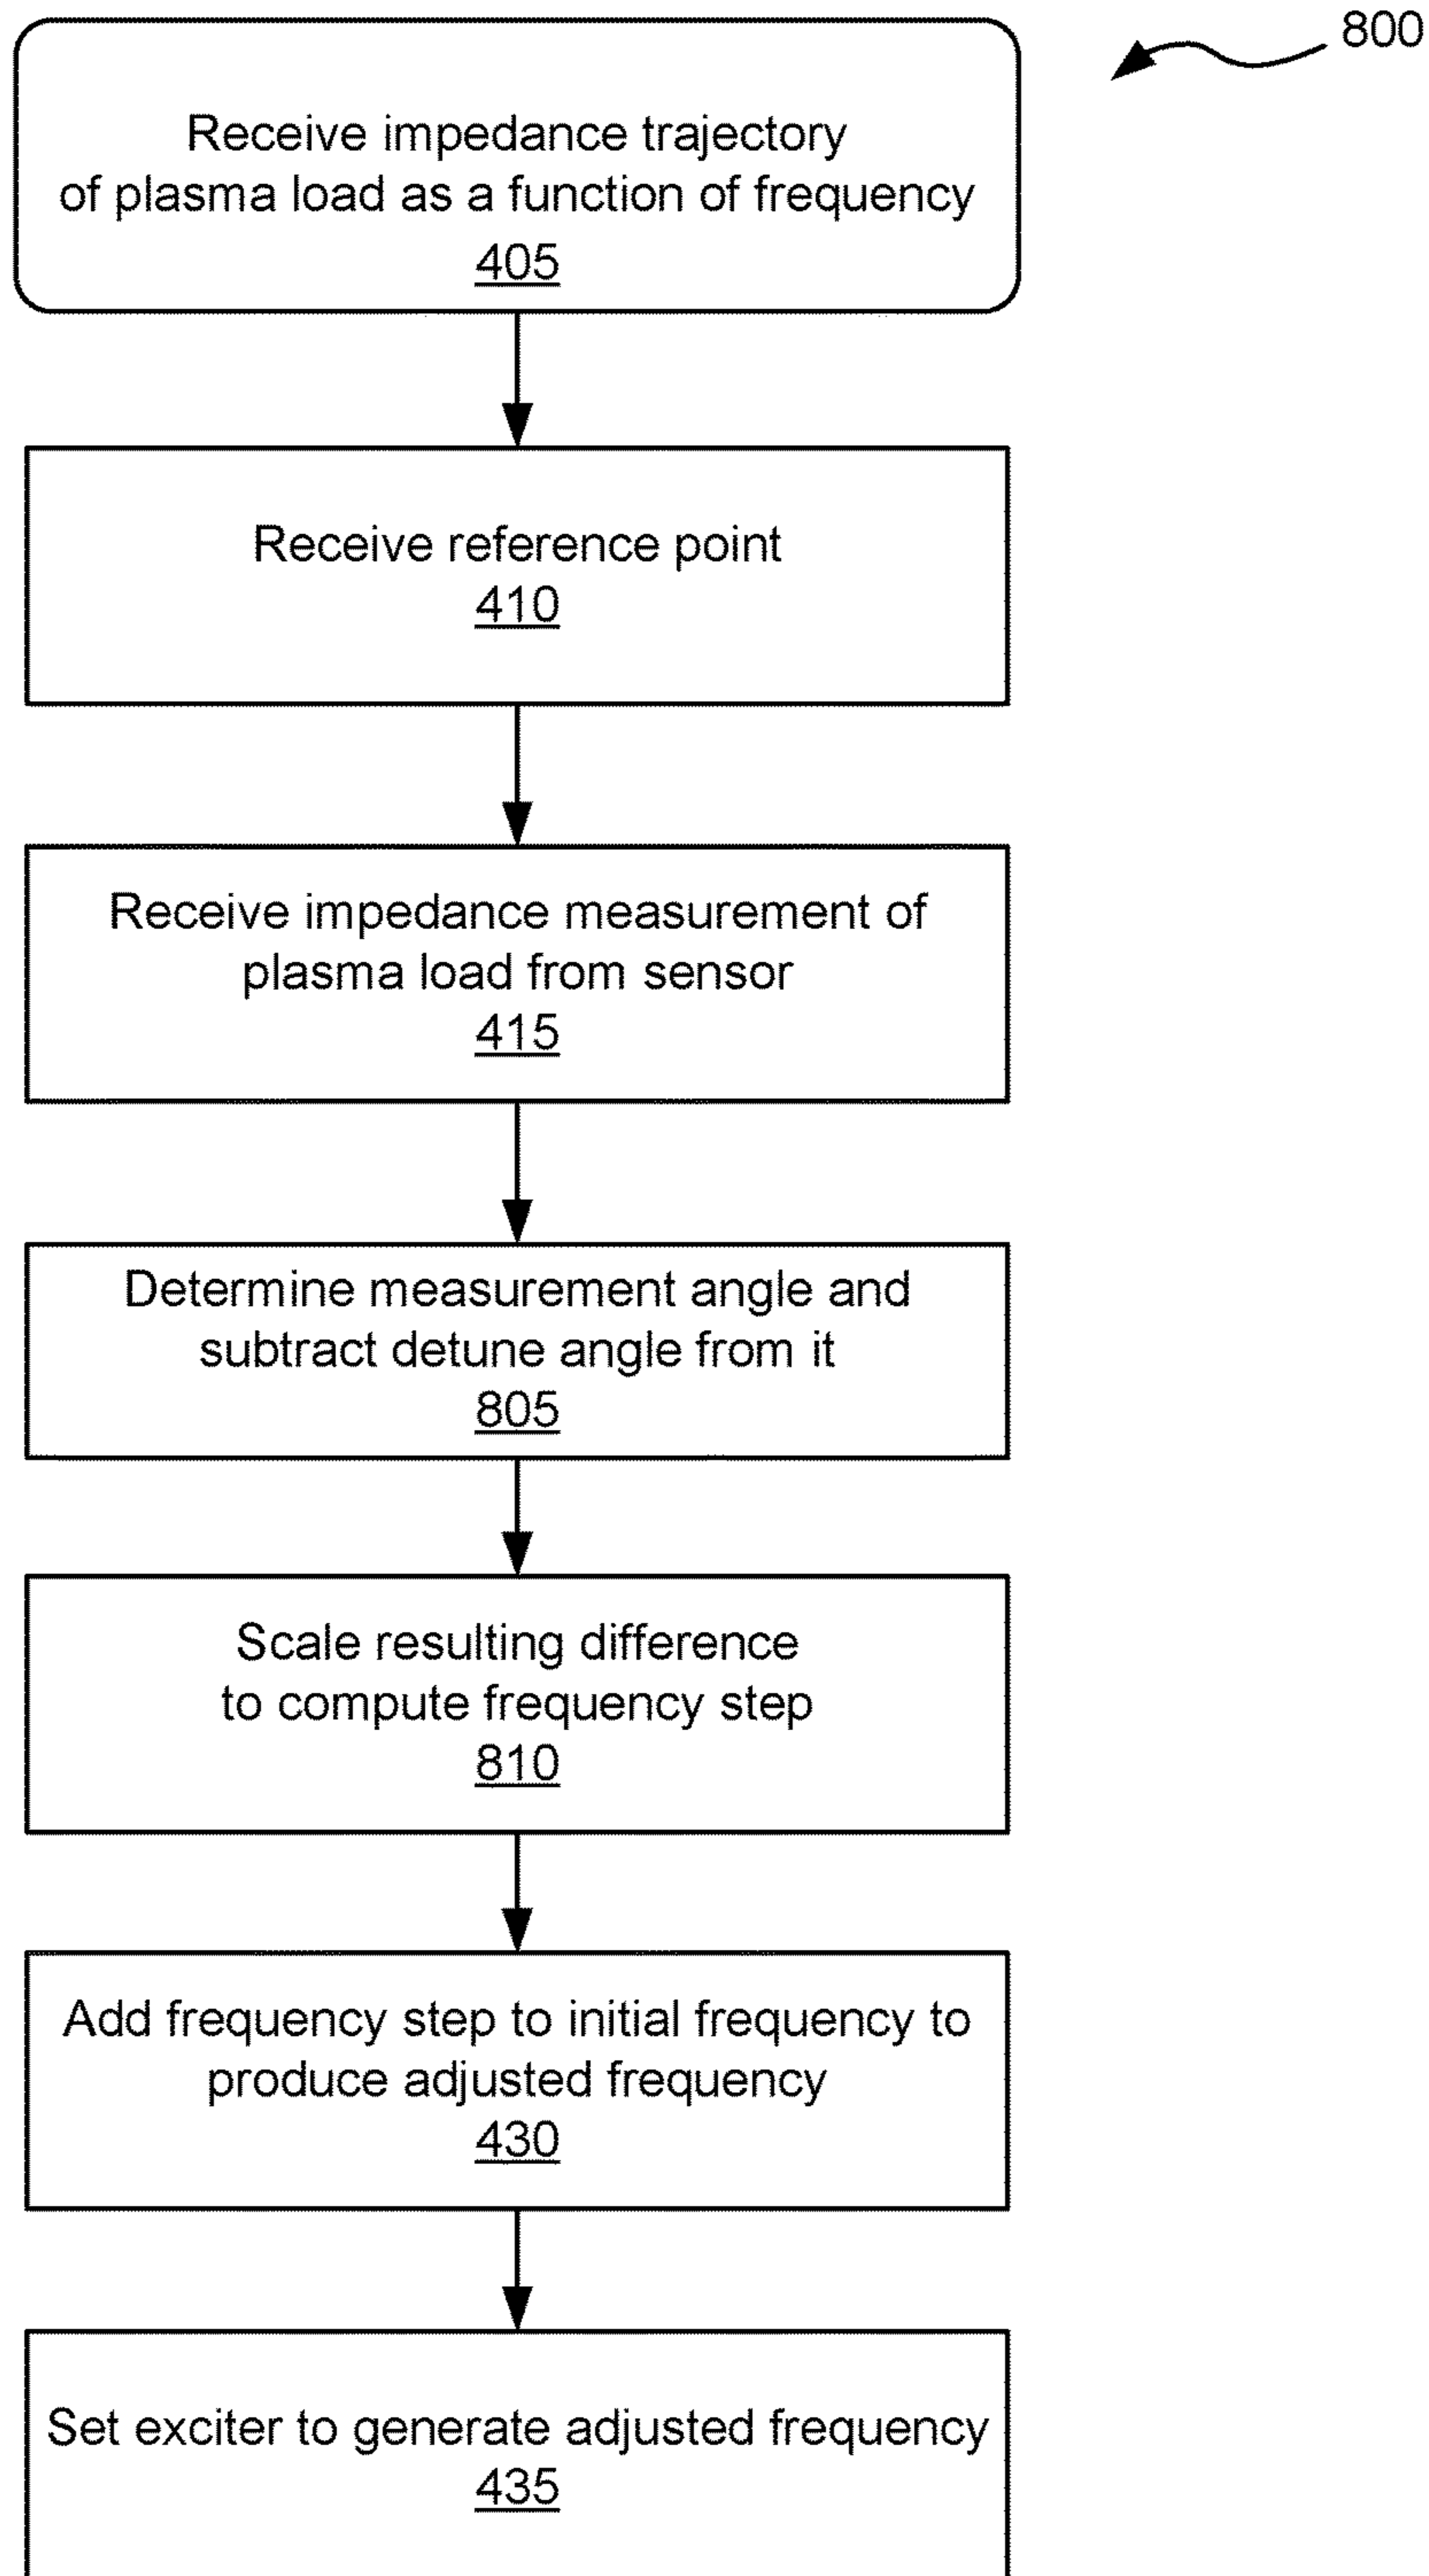 800
Receive impedance trajectory
of plasma load as a function of frequency
405
Receive reference point
410
Receive impedance measurement of
plasma load from sensor
415
Determine measurement angle and
subtract detune angle from it
805
Scale resulting difference
to compute frequency step
810
Add frequency step to initial frequency to
produce adjusted frequency
430
Set exciter to generate adjusted frequency
435